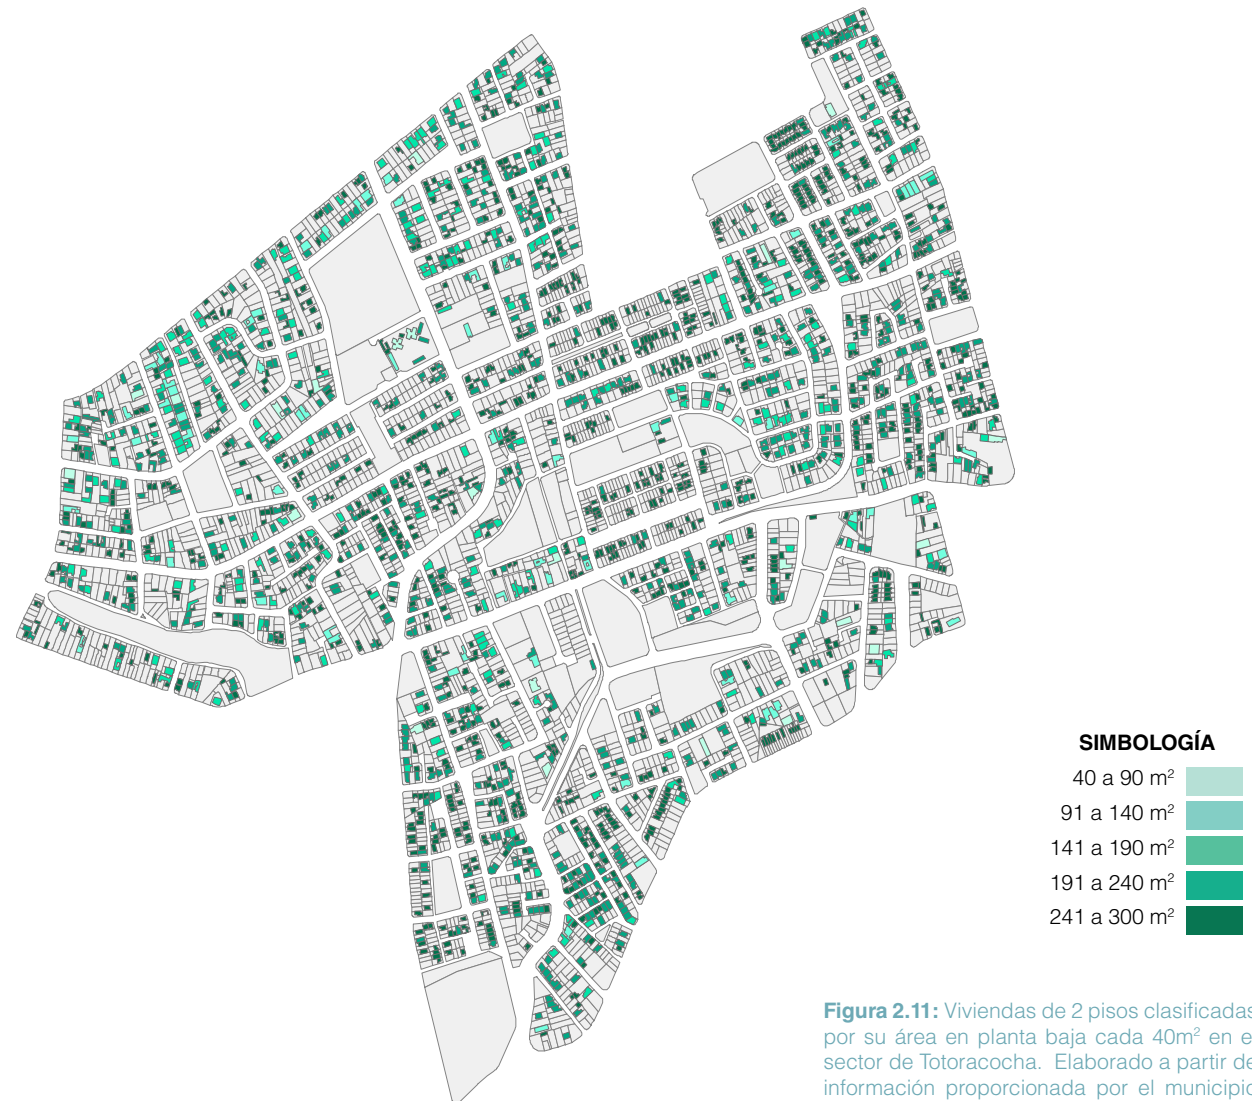 SIMBOLOGÍA
40 a 90 m²
91 a 140 m²
141 a 190 m²
191 a 240 m²
241 a 300 m²
Figura 2.11: Viviendas de 2 pisos clasificadas
por su área en planta baja cada 40m² en e
sector de Totoracocha. Elaborado a partir de
información proporcionada por el municipio